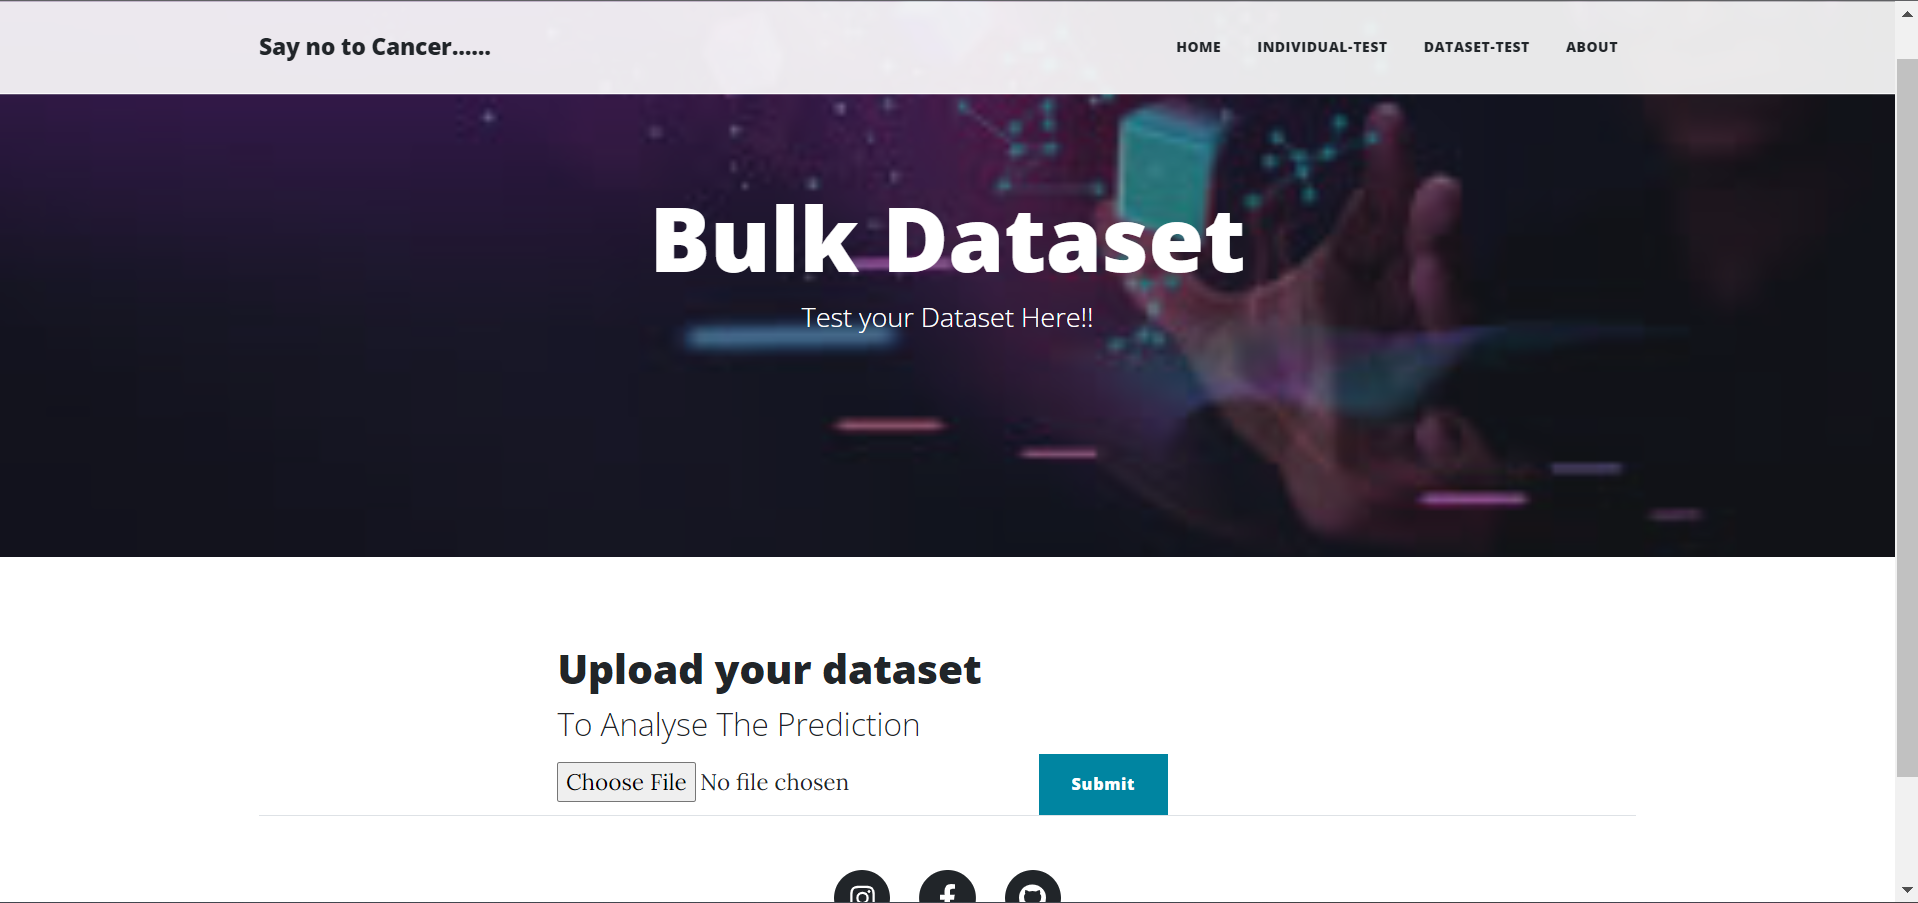 Say no to Cancer......
HOME INDIVIDUAL-TEST DATASET-TEST ABOUT
Bulk Dataset
Test your Dataset Here!!
Upload your dataset
To Analyse The Prediction
Choose File No file chosen
Submit